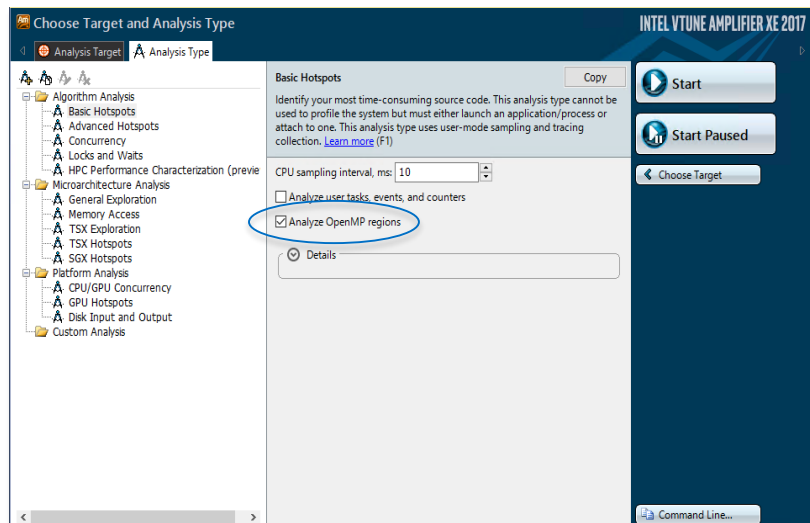 Choose Target and Analysis Type
INTEL VTUNE AMPLIFIER XE 2017
Analysis Target
Analysis Type
Algorithm Analysis
Basic Hotspots
Advanced Hotspots
Concurrency
Locks and Waits
HPC Performance Characterization (previe
Microarchitecture Analysis
General Exploration
Memory Access
TSX Exploration
TSX Hotspots
SGX Hotspots
Platform Analysis
CPU/GPU Concurrency
GPU Hotspots
Disk Input and Output
Custom Analysis
Basic Hotspots
Copy
Identify your most time-consuming source code. This analysis type cannot be
used to profile the system but must either launch an application/process or
attach to one. This analysis type uses user-mode sampling and tracing
collection. Learn more (F1)
CPU sampling interval, ms: 10
Analyze user tasks, events, and counters
Analyze OpenMP regions
Details
Start
Start Paused
Choose Target
Command Line...